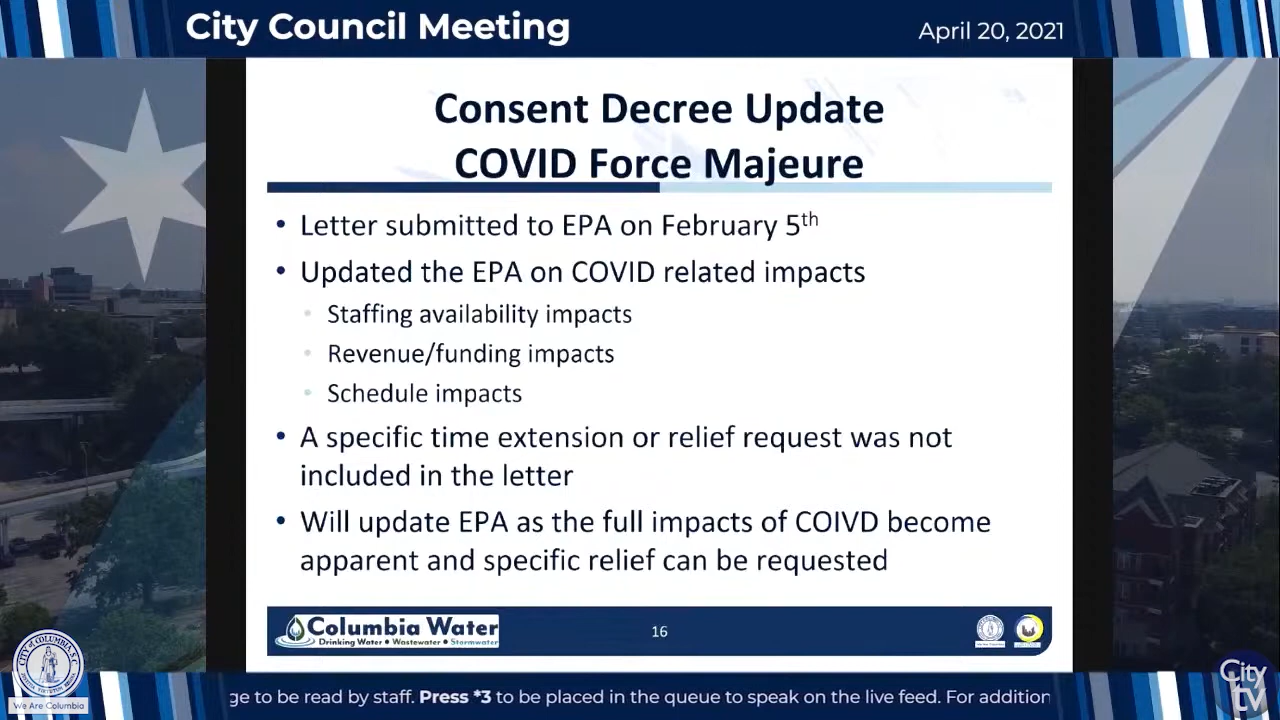 City Council Meeting
April 20, 2021
Consent Decree Update
COVID Force Majeure
• Letter submitted to EPA on February 5th
• Updated the EPA on COVID related impacts
• Staffing availability impacts
• Revenue/funding impacts
• Schedule impacts
• A specific time extension or relief request was not
included in the letter
• Will update EPA as the full impacts of COIVD become
apparent and specific relief can be requested
Columbia Water
Drinking Water • Wastewater • Stormwater
16
We Are Columbia
ge to be read by staff. Press *3 to be placed in the queue to speak on the live feed. For addition
City
tv